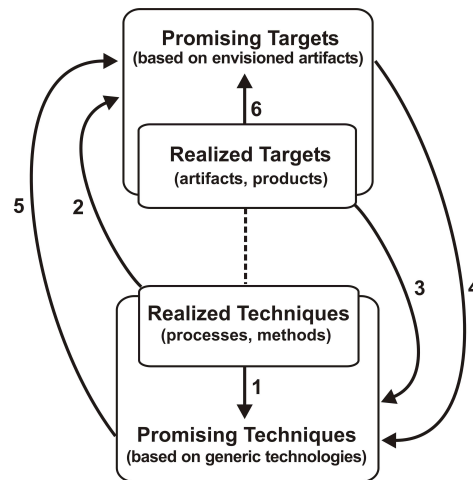 Promising Targets
(based on envisioned artifacts)
6
Realized Targets
(artifacts, products)
5
2
3
4
Realized Techniques
(processes, methods)
1
Promising Techniques
(based on generic technologies)